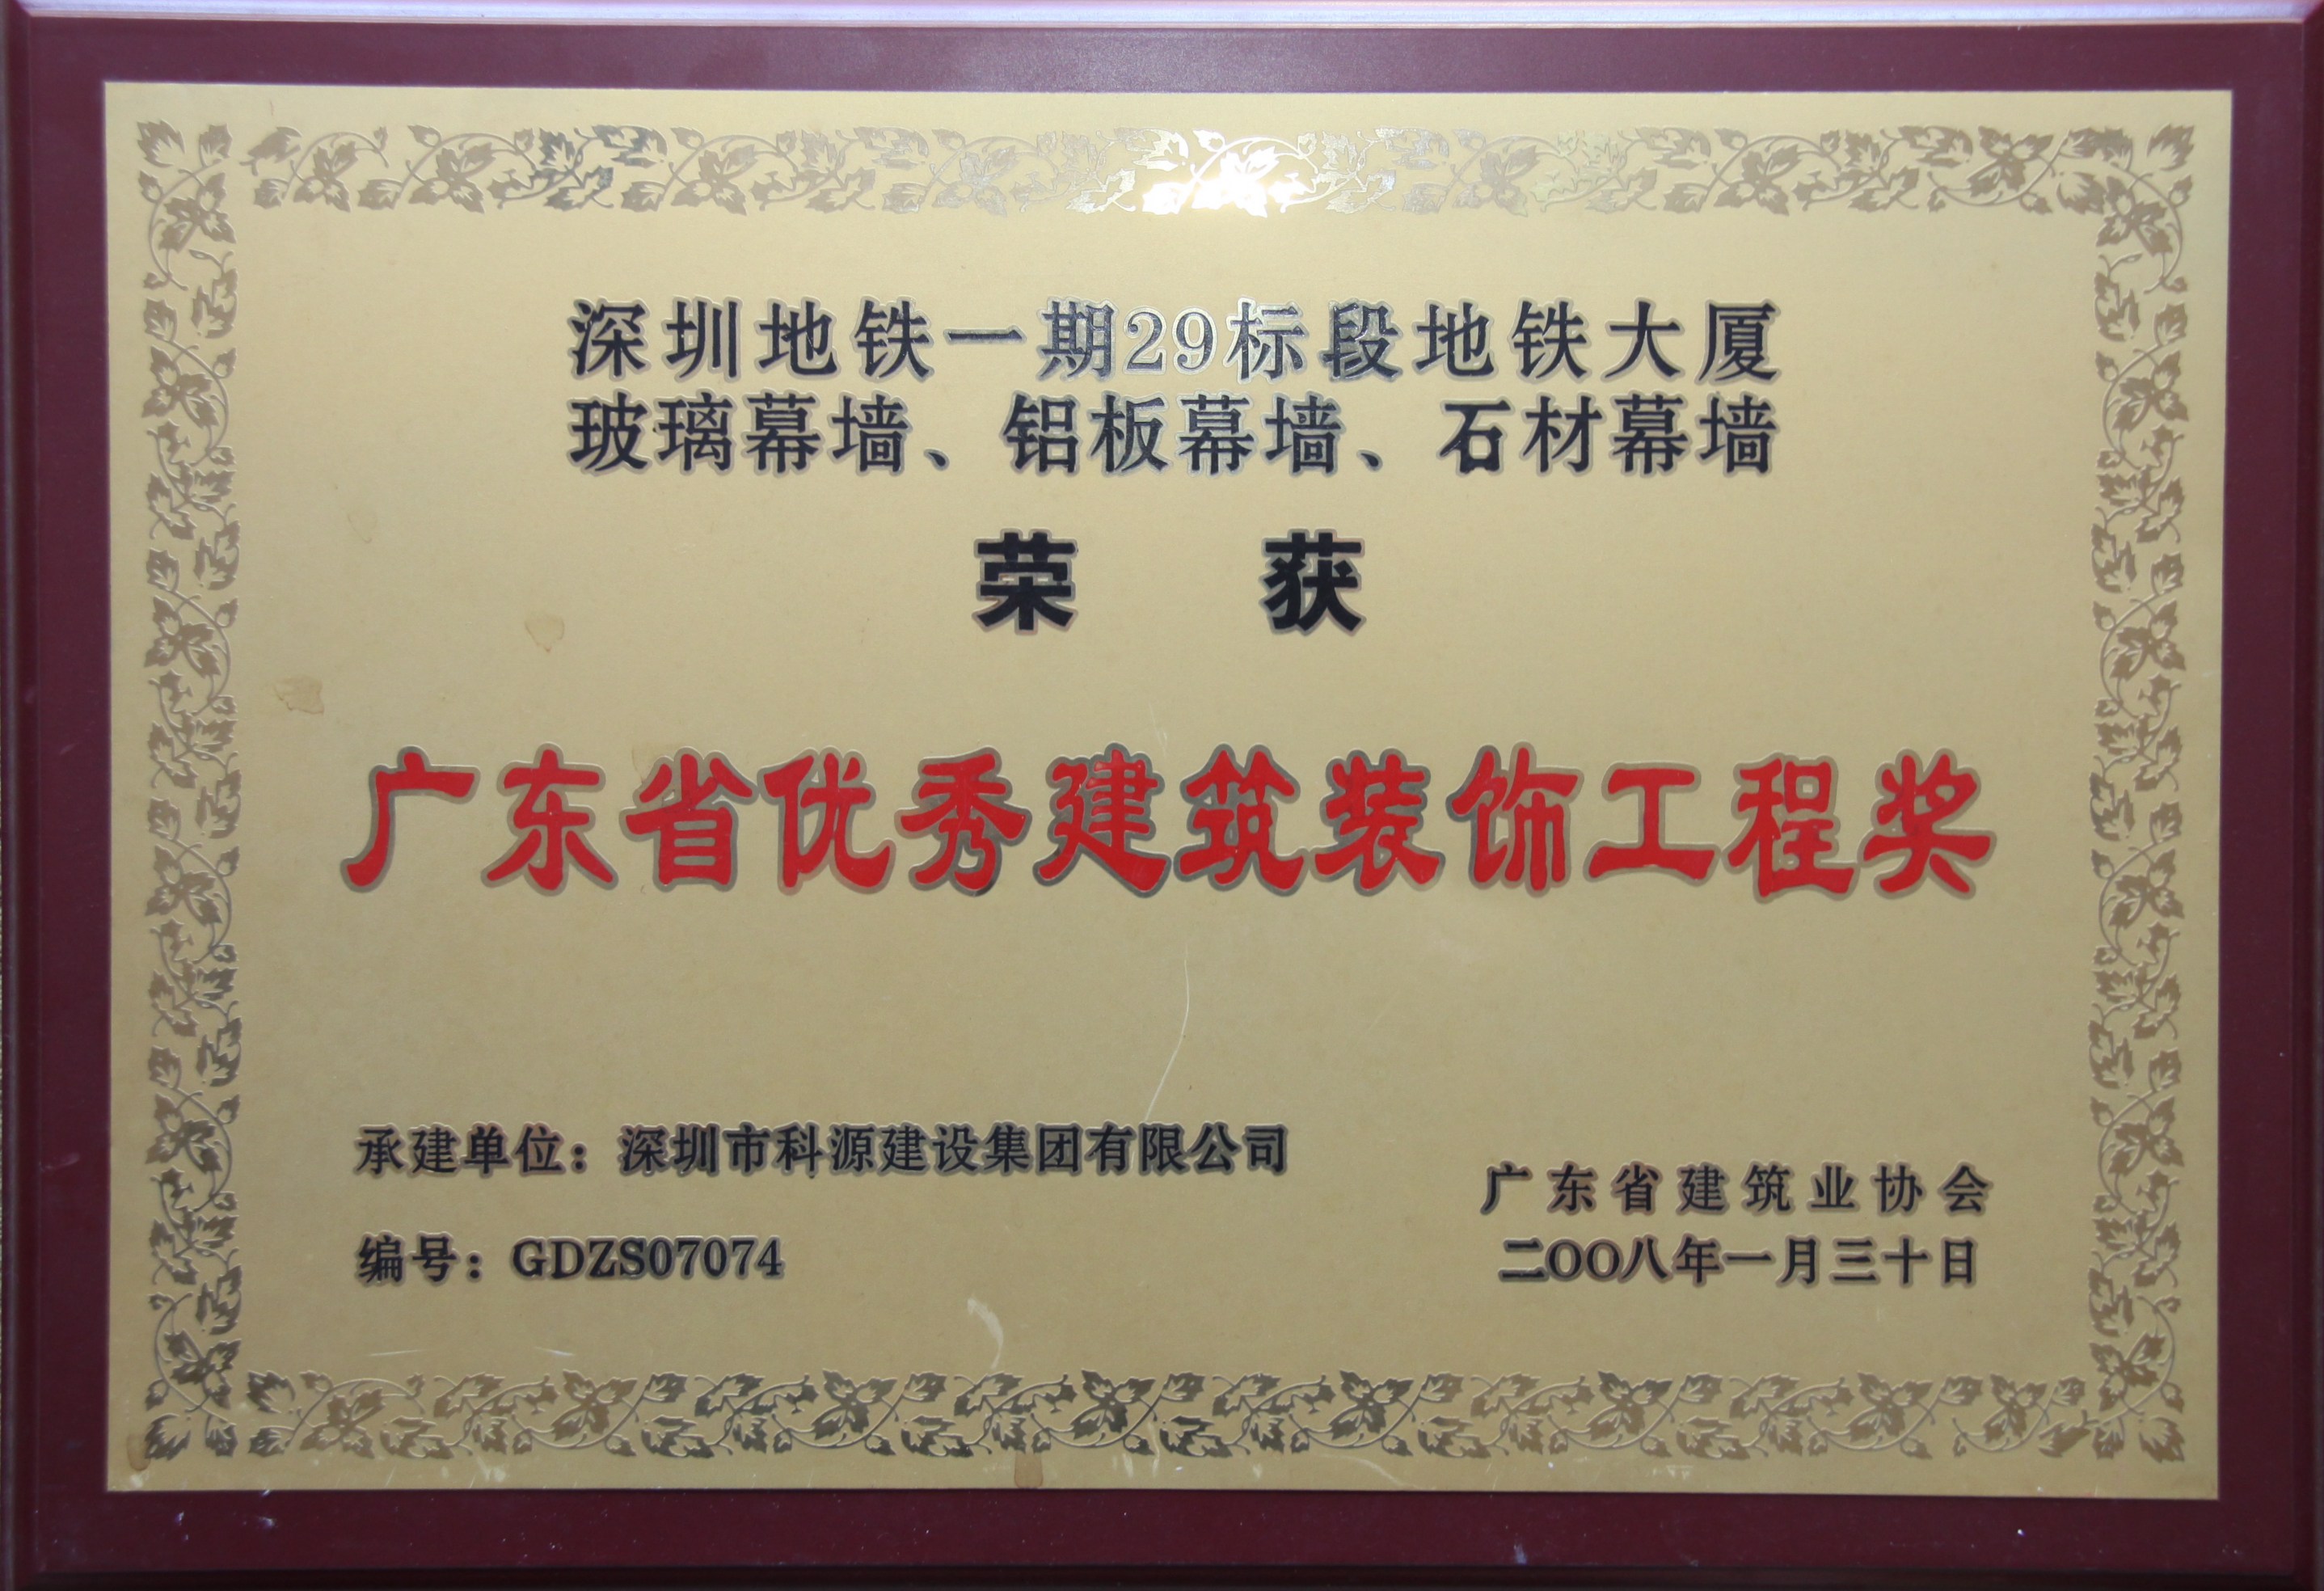 深圳地铁一期29标段地铁大厦
玻璃幕墙、铝板幕墙、石材幕墙
荣获
广东省优秀建筑装饰工程奖
承建单位：深圳市科源建设集团有限公司
编号：GDZS07074
广东省建筑业协会
二〇〇八年一月三十日